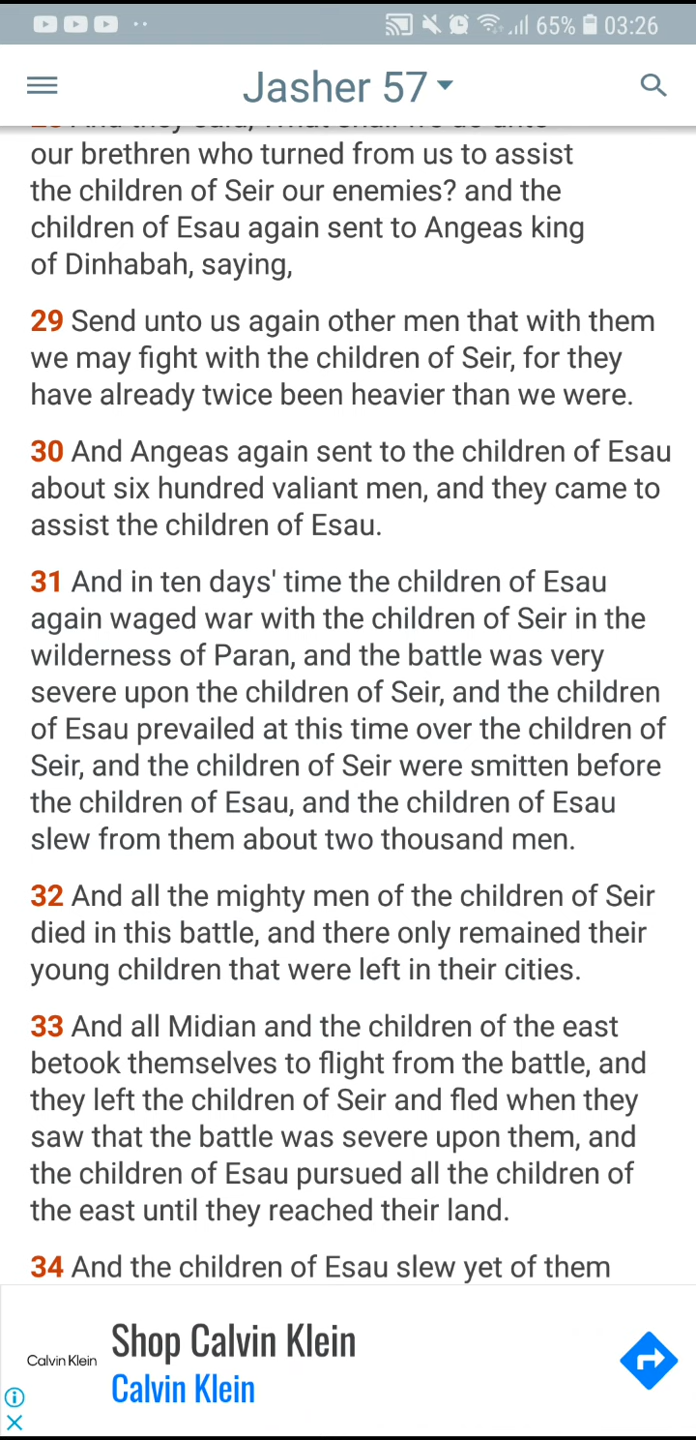 65% 03:26
Jasher 57
our brethren who turned from us to assist
the children of Seir our enemies? and the
children of Esau again sent to Angeas king
of Dinhabah, saying,
29 Send unto us again other men that with them
we may fight with the children of Seir, for they
have already twice been heavier than we were.
30 And Angeas again sent to the children of Esau
about six hundred valiant men, and they came to
assist the children of Esau.
31 And in ten days' time the children of Esau
again waged war with the children of Seir in the
wilderness of Paran, and the battle was very
severe upon the children of Seir, and the children
of Esau prevailed at this time over the children of
Seir, and the children of Seir were smitten before
the children of Esau, and the children of Esau
slew from them about two thousand men.
32 And all the mighty men of the children of Seir
died in this battle, and there only remained their
young children that were left in their cities.
33 And all Midian and the children of the east
betook themselves to flight from the battle, and
they left the children of Seir and fled when they
saw that the battle was severe upon them, and
the children of Esau pursued all the children of
the east until they reached their land.
34 And the children of Esau slew yet of them
Shop Calvin Klein
Calvin Klein
Calvin Klein